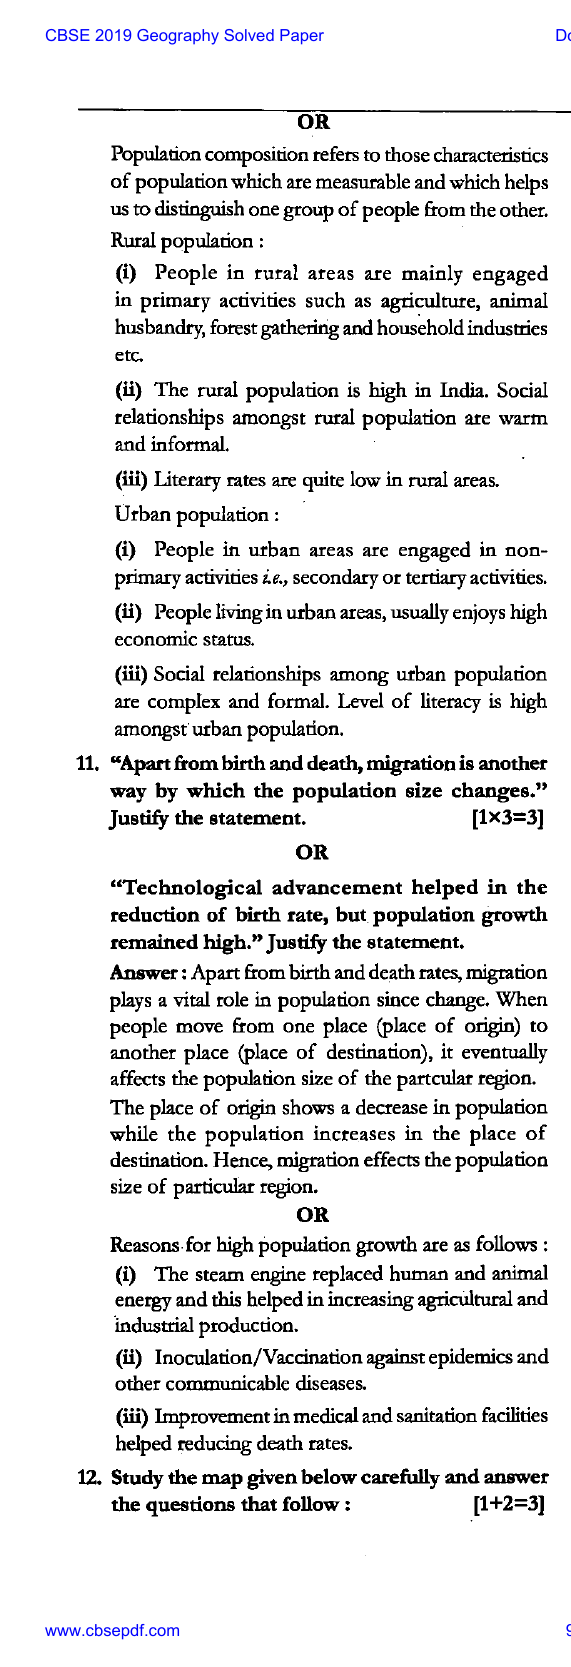 CBSE 2019 Geography Solved Paper
OR
Population composition refers to those characteristics
of population which are measurable and which helps
us to distinguish one group of people from the other.
Rural population :
(i) People in rural areas are mainly engaged
in primary activities such as agriculture, animal
husbandry, forest gathering and household industries
etc.
(ii) The rural population is high in India. Social
relationships amongst rural population are warm
and informal.
(iii) Literary rates are quite low in rural areas.
Urban population :
(i) People in urban areas are engaged in non-
primary activities i.e., secondary or tertiary activities.
(ii) People living in urban areas, usually enjoys high
economic status.
(iii) Social relationships among urban population
are complex and formal. Level of literacy is high
amongst urban population.
11. “Apart from birth and death, migration is another
way by which the population size changes.”
Justify the statement. [1×3=3]
OR
“Technological advancement helped in the
reduction of birth rate, but population growth
remained high.” Justify the statement.
Answer : Apart from birth and death rates, migration
plays a vital role in population since change. When
people move from one place (place of origin) to
another place (place of destination), it eventually
affects the population size of the partcular region.
The place of origin shows a decrease in population
while the population increases in the place of
destination. Hence, migration effects the population
size of particular region.
OR
Reasons for high population growth are as follows :
(i) The steam engine replaced human and animal
energy and this helped in increasing agricultural and
industrial production.
(ii) Inoculation/Vaccination against epidemics and
other communicable diseases.
(iii) Improvement in medical and sanitation facilities
helped reducing death rates.
12. Study the map given below carefully and answer
the questions that follow : [1+2=3]
www.cbsepdf.com